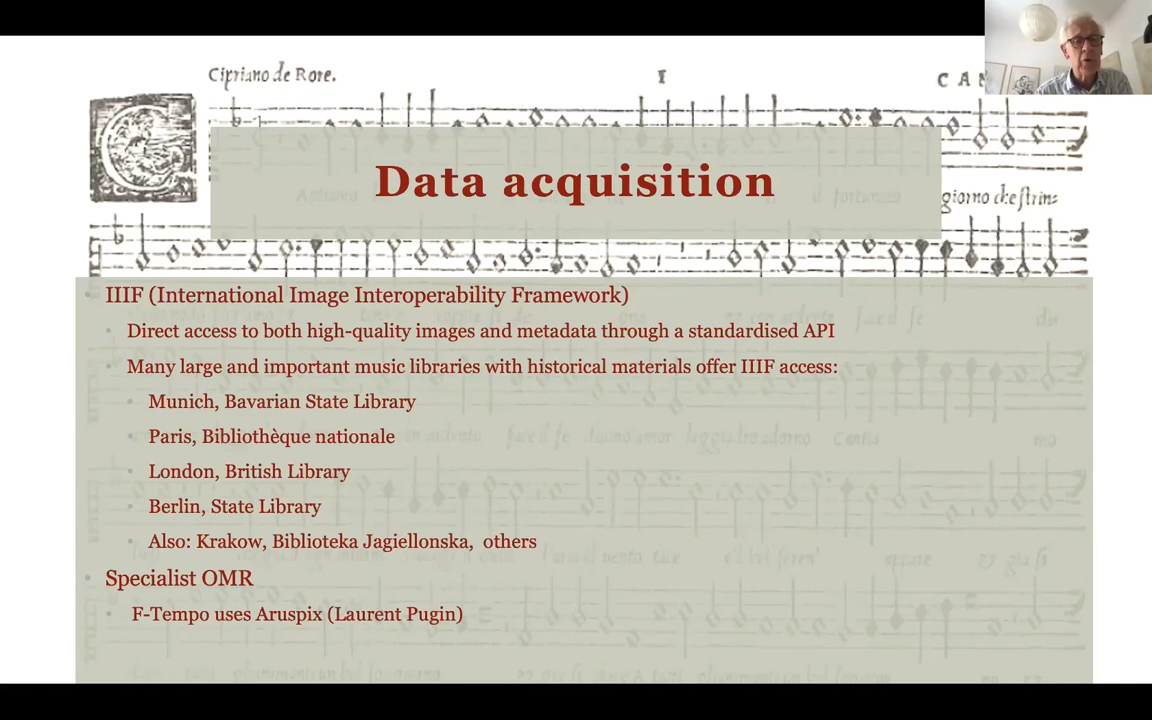 Cipriano de Rore.
I
CAN
Data acquisition
il fortunato
giorno che strin=
IIIF (International Image Interoperability Framework)
Direct access to both high-quality images and metadata through a standardised API
Many large and important music libraries with historical materials offer IIIF access:
Munich, Bavarian State Library
Paris, Bibliothèque nationale
London, British Library
Berlin, State Library
Also: Krakow, Biblioteka Jagiellonska, others
Specialist OMR
F-Tempo uses Aruspix (Laurent Pugin)